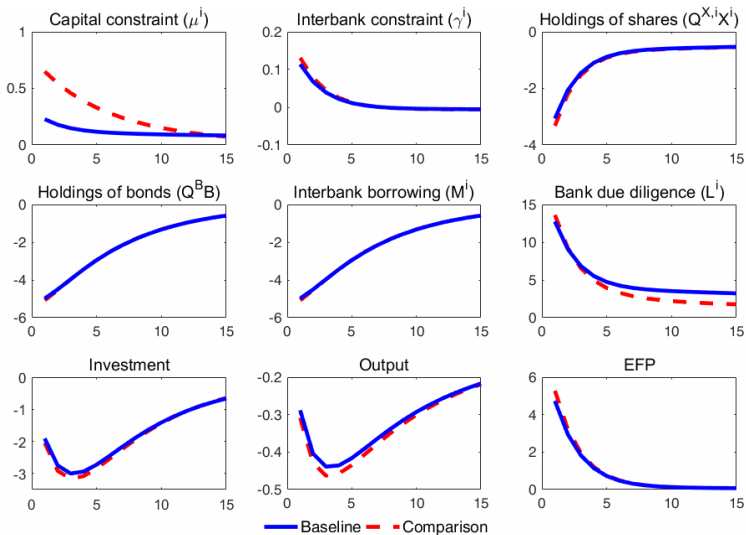 Capital constraint (μ^i) Interbank constraint (γ^i) Holdings of shares (Q^{X,i}X^i)
1 0.2 0
0.5 0.1 -2
0 0 -4
-0.1
0 5 10 15 0 5 10 15 0 5 10 15
Holdings of bonds (Q^B B) Interbank borrowing (M^i) Bank due diligence (L^i)
0 0 15
-2 -2 10
-4 -4 5
-6 -6 0
0 5 10 15 0 5 10 15 0 5 10 15
Investment Output EFP
0 -0.2 6
-1 -0.3 4
-2 -0.4 2
-3 -0.5 0
0 5 10 15 0 5 10 15 0 5 10 15
Baseline Comparison